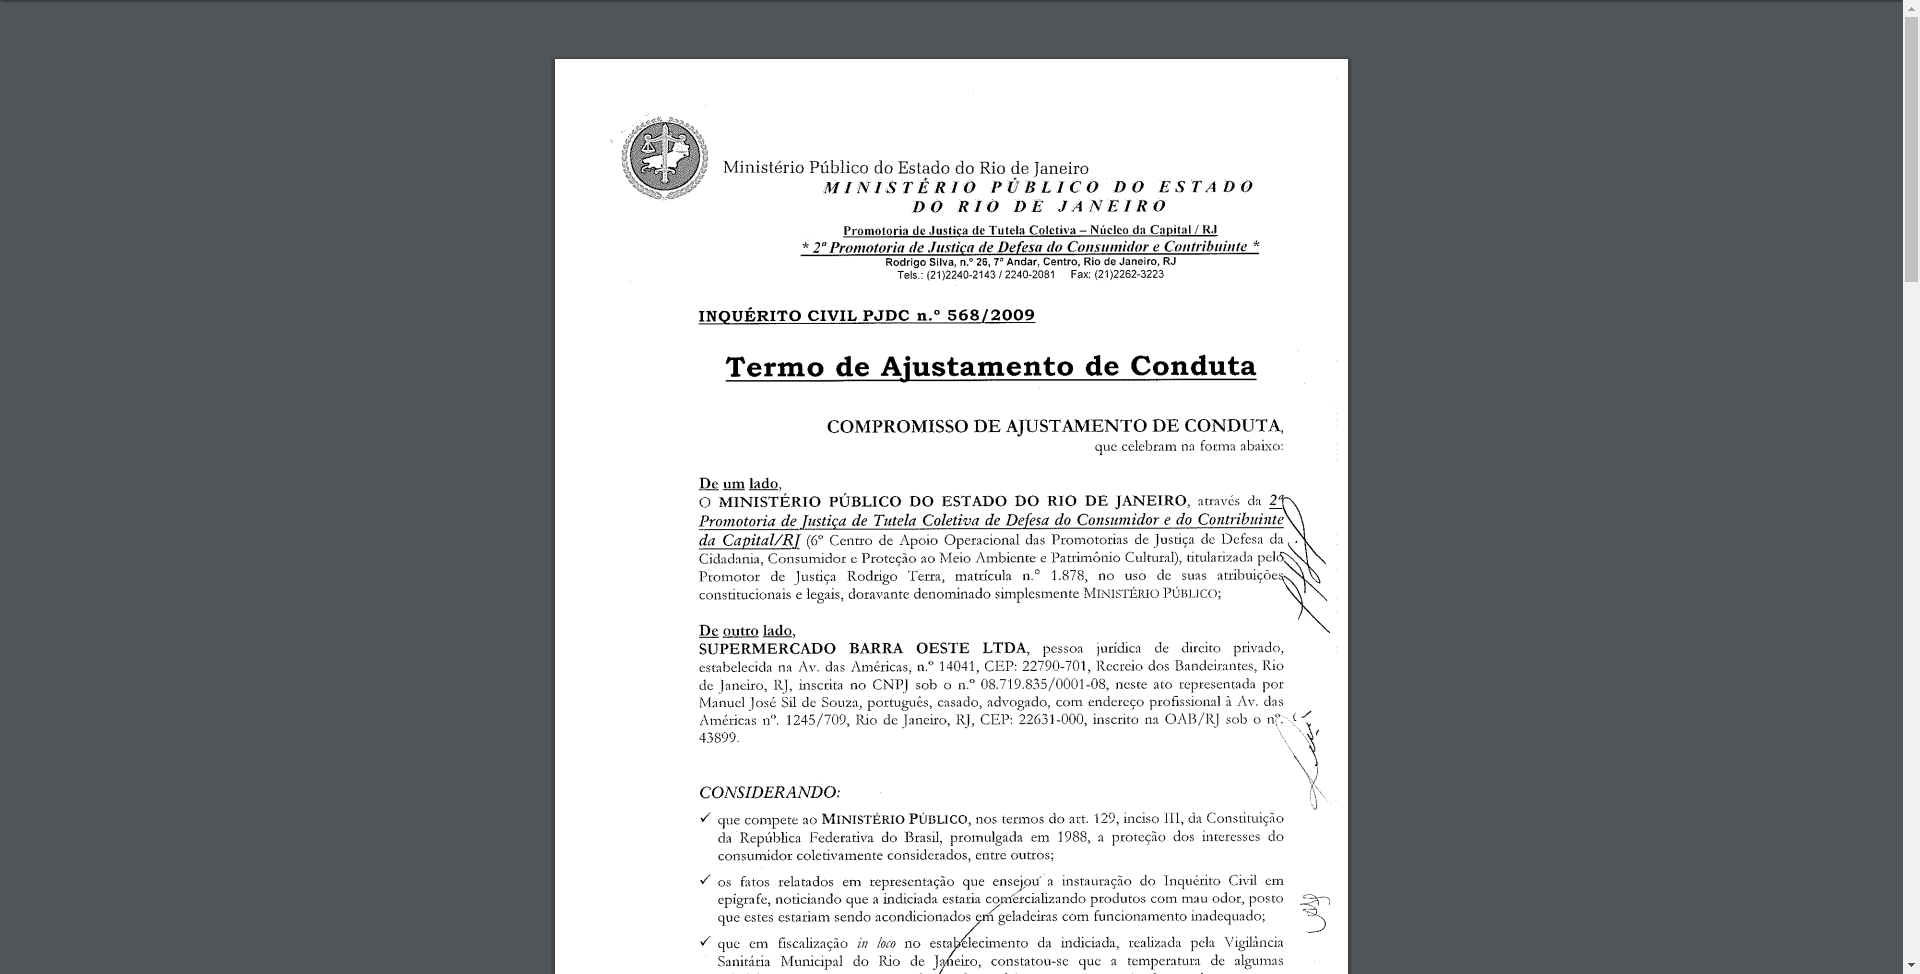 Ministério Público do Estado do Rio de Janeiro
MINISTÉRIO PÚBLICO DO ESTADO
DO RIO DE JANEIRO
Promotoria de Justiça de Tutela Coletiva – Núcleo da Capital / RJ
* 2ª Promotoria de Justiça de Defesa do Consumidor e Contribuinte *
Rodrigo Silva, n.º 26, 7º Andar, Centro, Rio de Janeiro, RJ
Tels.: (21)2240-2143 / 2240-2081 Fax: (21)2262-3223
INQUÉRITO CIVIL PJDC n.º 568/2009
Termo de Ajustamento de Conduta
COMPROMISSO DE AJUSTAMENTO DE CONDUTA,
que celebram na forma abaixo:
De um lado,
O MINISTÉRIO PÚBLICO DO ESTADO DO RIO DE JANEIRO, através da 2ª
Promotoria de Justiça de Tutela Coletiva de Defesa do Consumidor e do Contribuinte
da Capital/RJ (6º Centro de Apoio Operacional das Promotorias de Justiça de Defesa da
Cidadania, Consumidor e Proteção ao Meio Ambiente e Patrimônio Cultural), titularizada pelo
Promotor de Justiça Rodrigo Terra, matrícula n.º 1.878, no uso de suas atribuições
constitucionais e legais, doravante denominado simplesmente MINISTÉRIO PÚBLICO;
De outro lado,
SUPERMERCADO BARRA OESTE LTDA, pessoa jurídica de direito privado,
estabelecida na Av. das Américas, n.º 14041, CEP: 22790-701, Recreio dos Bandeirantes, Rio
de Janeiro, RJ, inscrita no CNPJ sob o n.º 08.719.835/0001-08, neste ato representada por
Manuel José Sil de Souza, português, casado, advogado, com endereço profissional à Av. das
Américas nº. 1245/709, Rio de Janeiro, RJ, CEP: 22631-000, inscrito na OAB/RJ sob o nº.
43899.
CONSIDERANDO:
✓ que compete ao MINISTÉRIO PÚBLICO, nos termos do art. 129, inciso III, da Constituição
da República Federativa do Brasil, promulgada em 1988, a proteção dos interesses do
consumidor coletivamente considerados, entre outros;
✓ os fatos relatados em representação que ensejou a instauração do Inquérito Civil em
epígrafe, noticiando que a indiciada estaria comercializando produtos com mau odor, posto
que estes estariam sendo acondicionados em geladeiras com funcionamento inadequado;
✓ que em fiscalização in loco no estabelecimento da indiciada, realizada pela Vigilância
Sanitária Municipal do Rio de Janeiro, constatou-se que a temperatura de algumas